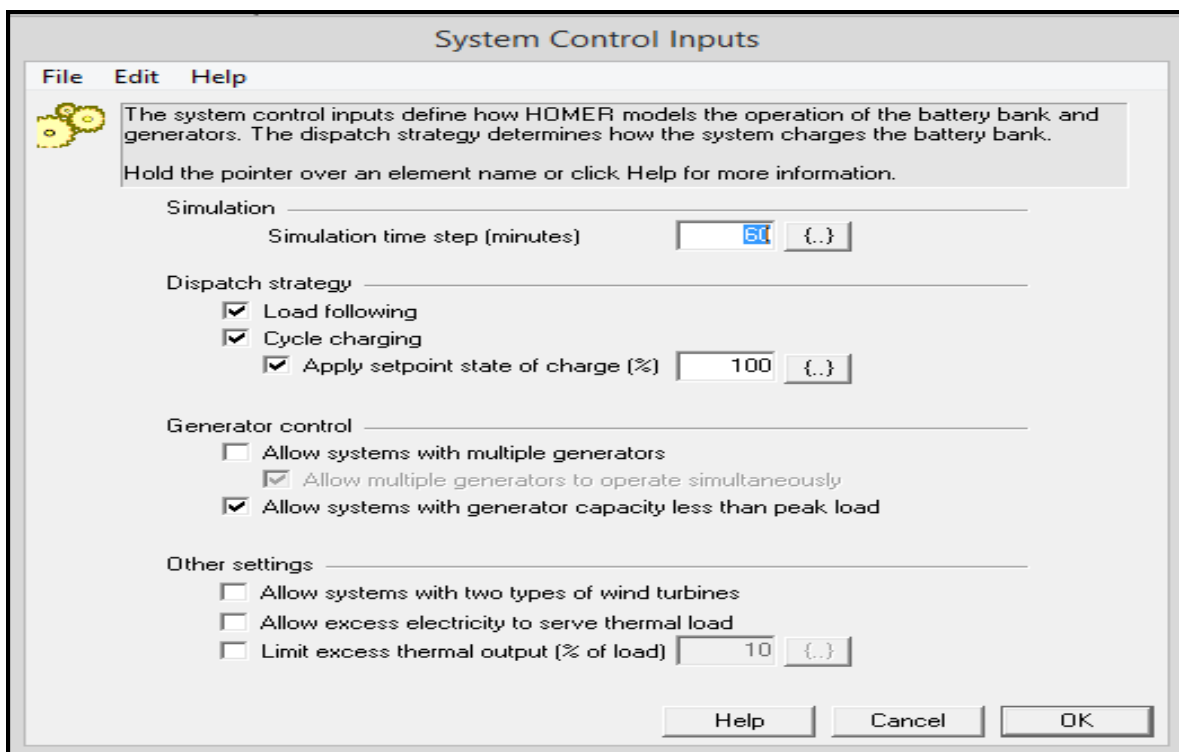 System Control Inputs
File Edit Help
The system control inputs define how HOMER models the operation of the battery bank and
generators. The dispatch strategy determines how the system charges the battery bank.
Hold the pointer over an element name or click Help for more information.
Simulation
Simulation time step (minutes) 60 {..}
Dispatch strategy
Load following
Cycle charging
Apply setpoint state of charge (%) 100 {..}
Generator control
Allow systems with multiple generators
Allow multiple generators to operate simultaneously
Allow systems with generator capacity less than peak load
Other settings
Allow systems with two types of wind turbines
Allow excess electricity to serve thermal load
Limit excess thermal output (% of load) 10 {..}
Help Cancel OK